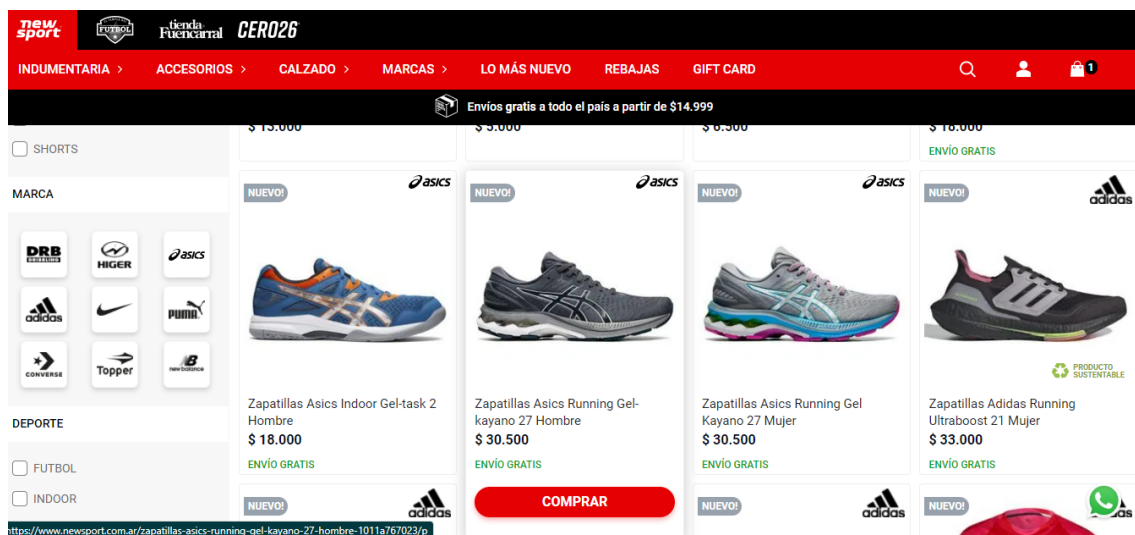 new sport
FUTBOL
tienda Fuencarral
CERO26
INDUMENTARIA >
ACCESORIOS >
CALZADO >
MARCAS >
LO MÁS NUEVO
REBAJAS
GIFT CARD
1
Envíos gratis a todo el país a partir de $14.999
$ 13.000
$ 5.000
$ 6.500
$ 18.000
ENVÍO GRATIS
SHORTS
MARCA
DRB
HIGER
asics
adidas
PUMA
CONVERSE
Topper
new balance
DEPORTE
FUTBOL
INDOOR
NUEVO!
asics
Zapatillas Asics Indoor Gel-task 2
Hombre
$ 18.000
ENVÍO GRATIS
NUEVO!
asics
Zapatillas Asics Running Gel-
kayano 27 Hombre
$ 30.500
ENVÍO GRATIS
COMPRAR
NUEVO!
asics
Zapatillas Asics Running Gel
Kayano 27 Mujer
$ 30.500
ENVÍO GRATIS
NUEVO!
adidas
PRODUCTO
SUSTENTABLE
Zapatillas Adidas Running
Ultraboost 21 Mujer
$ 33.000
ENVÍO GRATIS
NUEVO!
adidas
NUEVO!
adidas
NUEVO!
https://www.newsport.com.ar/zapatillas-asics-running-gel-kayano-27-hombre-1011a767023/p